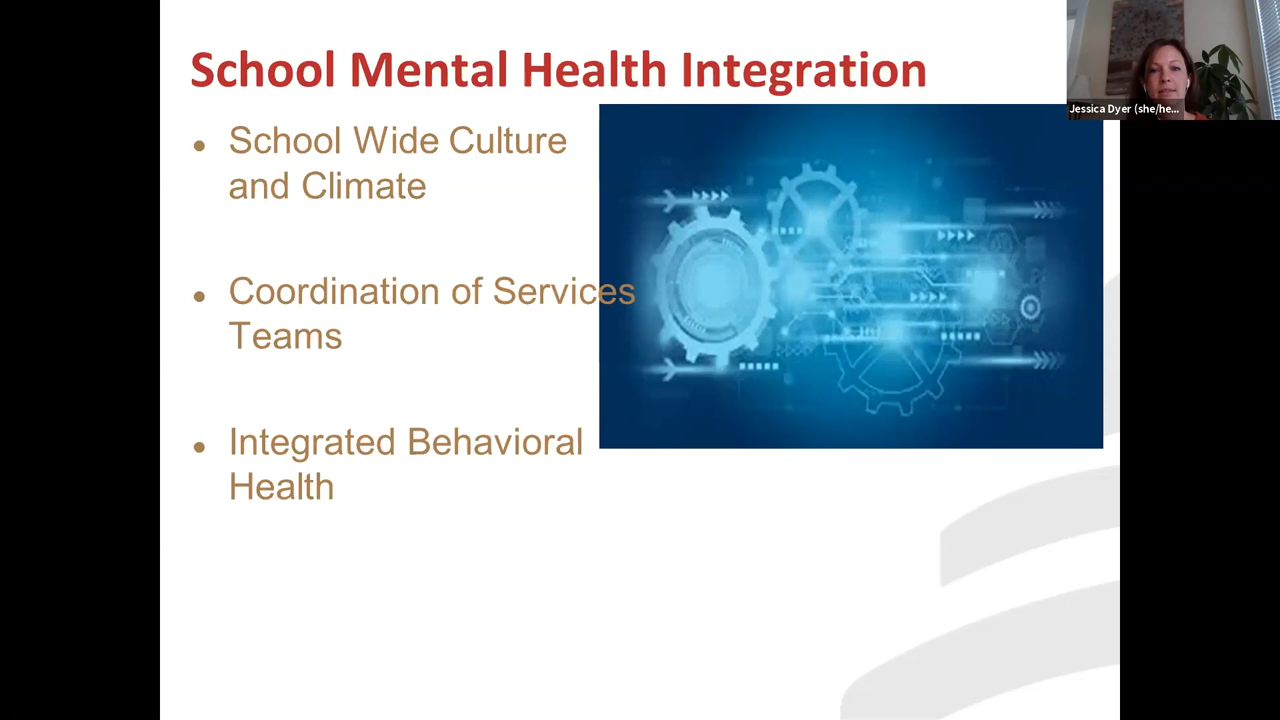 School Mental Health Integration
Jessica Dyer (she/he...
• School Wide Culture
and Climate
• Coordination of Services
Teams
• Integrated Behavioral
Health